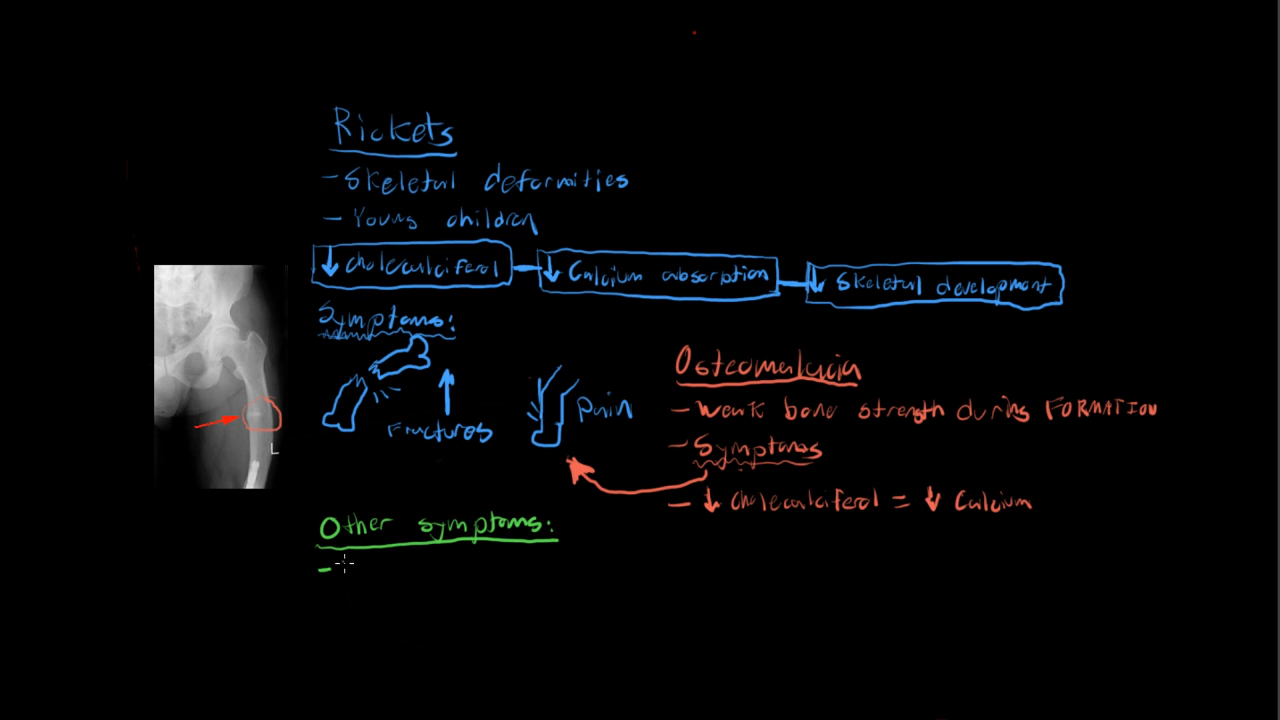 Rickets
- Skeletal deformities
- Young children
↓ cholecalciferol - ↓ Calcium absorption - ↓ Skeletal development
Symptoms:
↑ Fractures
Pain
Osteomalacia
- Weak bone strength during FORMATION
- Symptoms
- ↓ cholecalciferol = ↓ Calcium
L
Other symptoms:
-